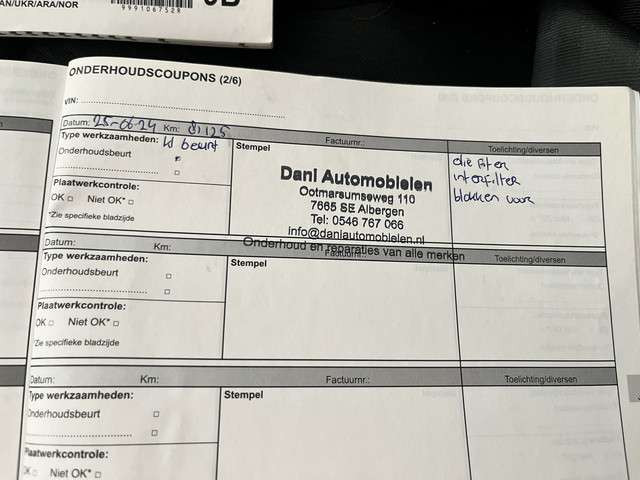 AN/UKR/ARA/NOR
9991067528
ONDERHOUDSCOUPONS (2/6)
VIN:
Datum: 25-06-24 Km: 81125 Factuurnr.: Toelichting/diversen
Type werkzaamheden: kl beurt
Onderhoudsbeurt
Plaatwerkcontrole:
OK □ Niet OK* □
*Zie specifieke bladzijde
Stempel
Dani Automobielen
Ootmarsumseweg 110
7665 SE Albergen
Tel: 0546 767 066
info@daniautomobielen.nl
Onderhoud en reparaties van alle merken
interfilter
blokken voor
Datum: Km: Factuurnr.: Toelichting/diversen
Type werkzaamheden:
Onderhoudsbeurt □
□
Plaatwerkcontrole:
OK □ Niet OK* □
Zie specifieke bladzijde
Stempel
Datum: Km: Factuurnr.: Toelichting/diversen
Type werkzaamheden:
Onderhoudsbeurt □
□
Plaatwerkcontrole:
OK □ Niet OK* □
Stempel